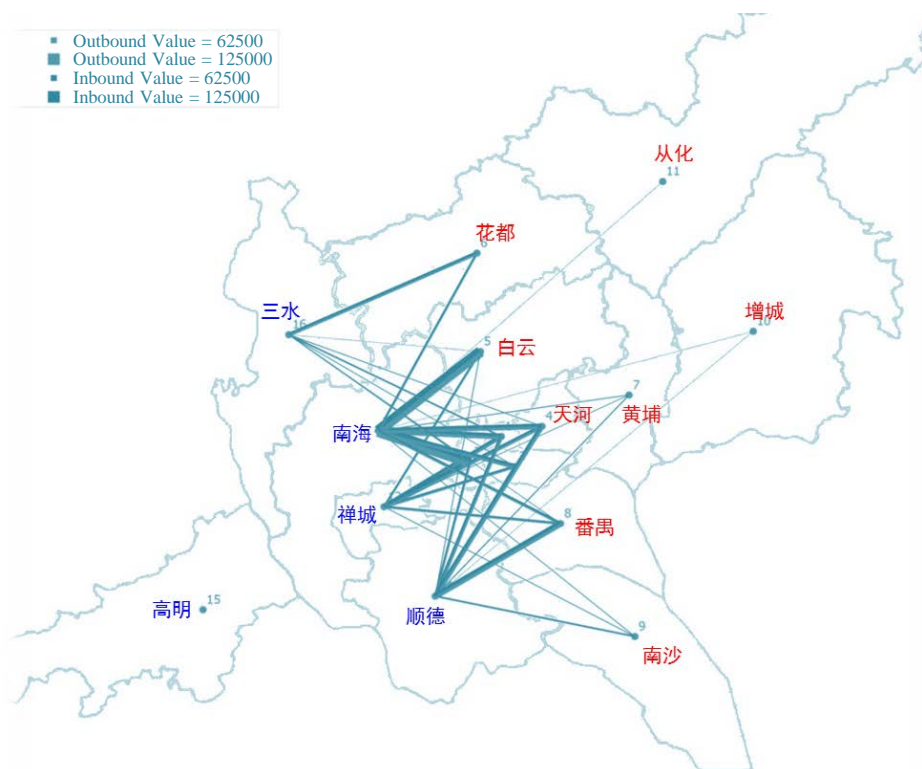 Outbound Value = 62500
Outbound Value = 125000
Inbound Value = 62500
Inbound Value = 125000
从化
11
花都
6
三水
16
增城
10
5
白云
7
4
天河
黄埔
南海
禅城
8
番禺
高明
15
顺德
9
南沙